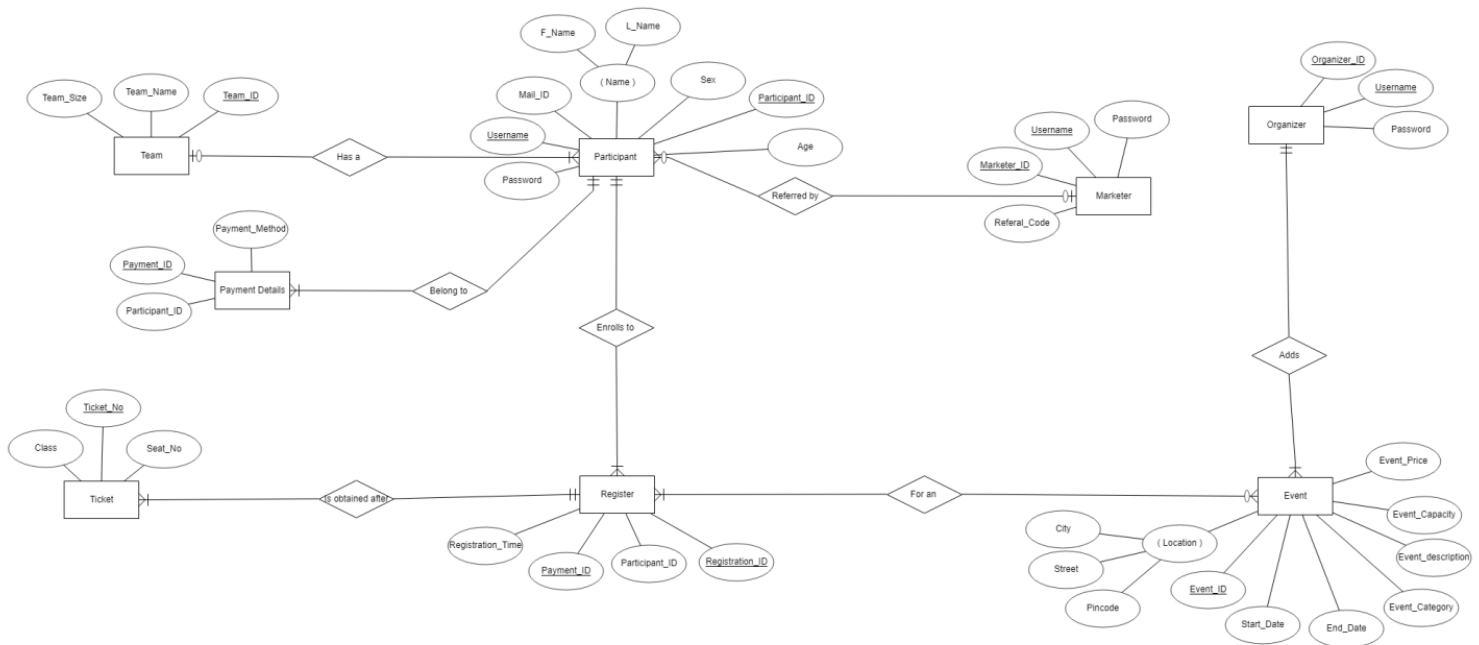 F_Name
L_Name
( Name )
Sex
Mail_ID
Participant_ID
Username
Age
Password
Participant
Team_Size
Team_Name
Team_ID
Team
Has a
Referred by
Username
Password
Marketer_ID
Referal_Code
Marketer
Organizer_ID
Username
Password
Organizer
Payment_Method
Payment_ID
Participant_ID
Payment Details
Belong to
Enrolls to
Adds
Ticket_No
Class
Seat_No
Ticket
Is obtained after
Register
Registration_Time
Payment_ID
Participant_ID
Registration_ID
For an
Event
Event_Price
Event_Capacity
Event_description
Event_Category
End_Date
Start_Date
Event_ID
( Location )
City
Street
Pincode